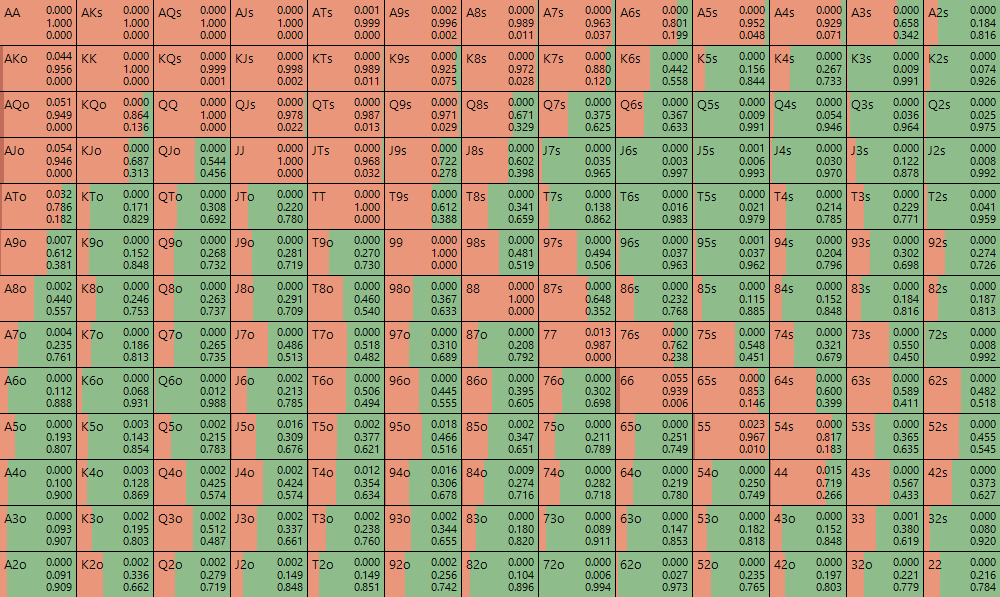 AA 0.000 AKs 0.000 AQs 0.000 AJs 0.000 ATs 0.001 A9s 0.002 A8s 0.000 A7s 0.000 A6s 0.000 A5s 0.000 A4s 0.000 A3s 0.000 A2s 0.000
1.000 1.000 1.000 1.000 0.999 0.996 0.989 0.963 0.801 0.952 0.929 0.658 0.184
0.000 0.000 0.000 0.000 0.000 0.002 0.011 0.037 0.199 0.048 0.071 0.342 0.816
AKo 0.044 KK 0.000 KQs 0.000 KJs 0.000 KTs 0.000 K9s 0.000 K8s 0.000 K7s 0.000 K6s 0.000 K5s 0.000 K4s 0.000 K3s 0.000 K2s 0.000
0.956 1.000 0.999 0.998 0.989 0.925 0.972 0.880 0.442 0.156 0.267 0.009 0.074
0.000 0.000 0.001 0.002 0.011 0.075 0.028 0.120 0.558 0.844 0.733 0.991 0.926
AQo 0.051 KQo 0.000 QQ 0.000 QJs 0.000 QTs 0.000 Q9s 0.000 Q8s 0.000 Q7s 0.000 Q6s 0.000 Q5s 0.000 Q4s 0.000 Q3s 0.000 Q2s 0.000
0.949 0.864 1.000 0.978 0.987 0.971 0.671 0.375 0.367 0.009 0.054 0.036 0.025
0.000 0.136 0.000 0.022 0.013 0.029 0.329 0.625 0.633 0.991 0.946 0.964 0.975
AJo 0.054 KJo 0.000 QJo 0.000 JJ 0.000 JTs 0.000 J9s 0.000 J8s 0.000 J7s 0.000 J6s 0.000 J5s 0.001 J4s 0.000 J3s 0.000 J2s 0.000
0.946 0.687 0.544 1.000 0.968 0.722 0.602 0.035 0.003 0.006 0.030 0.122 0.008
0.000 0.313 0.456 0.000 0.032 0.278 0.398 0.965 0.997 0.993 0.970 0.878 0.992
ATo 0.032 KTo 0.000 QTo 0.000 JTo 0.000 TT 0.000 T9s 0.000 T8s 0.000 T7s 0.000 T6s 0.000 T5s 0.000 T4s 0.000 T3s 0.000 T2s 0.000
0.786 0.171 0.308 0.220 1.000 0.612 0.341 0.138 0.016 0.021 0.214 0.229 0.041
0.182 0.829 0.692 0.780 0.000 0.388 0.659 0.862 0.983 0.979 0.785 0.771 0.959
A9o 0.007 K9o 0.000 Q9o 0.000 J9o 0.000 T9o 0.000 99 0.000 98s 0.000 97s 0.000 96s 0.000 95s 0.001 94s 0.000 93s 0.000 92s 0.000
0.612 0.152 0.268 0.281 0.270 1.000 0.481 0.494 0.037 0.037 0.204 0.302 0.274
0.381 0.848 0.732 0.719 0.730 0.000 0.519 0.506 0.963 0.962 0.796 0.698 0.726
A8o 0.002 K8o 0.000 Q8o 0.000 J8o 0.000 T8o 0.000 98o 0.000 88 0.000 87s 0.000 86s 0.000 85s 0.000 84s 0.000 83s 0.000 82s 0.000
0.440 0.246 0.263 0.291 0.460 0.367 1.000 0.648 0.232 0.115 0.152 0.184 0.187
0.557 0.753 0.737 0.709 0.540 0.633 0.000 0.352 0.768 0.885 0.848 0.816 0.813
A7o 0.004 K7o 0.000 Q7o 0.000 J7o 0.000 T7o 0.000 97o 0.000 87o 0.000 77 0.013 76s 0.000 75s 0.000 74s 0.000 73s 0.000 72s 0.000
0.235 0.186 0.265 0.486 0.518 0.310 0.208 0.987 0.762 0.548 0.321 0.550 0.008
0.761 0.813 0.735 0.513 0.482 0.689 0.792 0.000 0.238 0.451 0.679 0.450 0.992
A6o 0.000 K6o 0.000 Q6o 0.000 J6o 0.002 T6o 0.000 96o 0.000 86o 0.000 76o 0.000 66 0.055 65s 0.000 64s 0.000 63s 0.000 62s 0.000
0.112 0.068 0.012 0.213 0.506 0.445 0.395 0.302 0.939 0.853 0.600 0.589 0.482
0.888 0.931 0.988 0.785 0.494 0.555 0.605 0.698 0.006 0.146 0.399 0.411 0.518
A5o 0.000 K5o 0.003 Q5o 0.002 J5o 0.016 T5o 0.002 95o 0.018 85o 0.002 75o 0.000 65o 0.000 55 0.023 54s 0.000 53s 0.000 52s 0.000
0.193 0.143 0.215 0.309 0.377 0.466 0.347 0.211 0.251 0.967 0.817 0.365 0.455
0.807 0.854 0.783 0.676 0.621 0.516 0.651 0.789 0.749 0.010 0.183 0.635 0.545
A4o 0.000 K4o 0.003 Q4o 0.002 J4o 0.002 T4o 0.012 94o 0.016 84o 0.009 74o 0.000 64o 0.002 54o 0.000 44 0.015 43s 0.000 42s 0.000
0.100 0.128 0.425 0.424 0.354 0.306 0.274 0.282 0.219 0.250 0.719 0.567 0.373
0.900 0.869 0.574 0.574 0.634 0.678 0.716 0.718 0.780 0.749 0.266 0.433 0.627
A3o 0.000 K3o 0.002 Q3o 0.002 J3o 0.002 T3o 0.002 93o 0.002 83o 0.000 73o 0.000 63o 0.000 53o 0.000 43o 0.000 33 0.001 32s 0.000
0.093 0.195 0.512 0.337 0.238 0.344 0.180 0.089 0.147 0.182 0.152 0.380 0.080
0.907 0.803 0.487 0.661 0.760 0.655 0.820 0.911 0.853 0.818 0.848 0.619 0.920
A2o 0.000 K2o 0.002 Q2o 0.002 J2o 0.002 T2o 0.000 92o 0.002 82o 0.000 72o 0.000 62o 0.000 52o 0.000 42o 0.000 32o 0.000 22 0.000
0.091 0.336 0.279 0.149 0.149 0.256 0.104 0.006 0.027 0.235 0.197 0.221 0.216
0.909 0.662 0.719 0.848 0.851 0.742 0.896 0.994 0.973 0.765 0.803 0.779 0.784